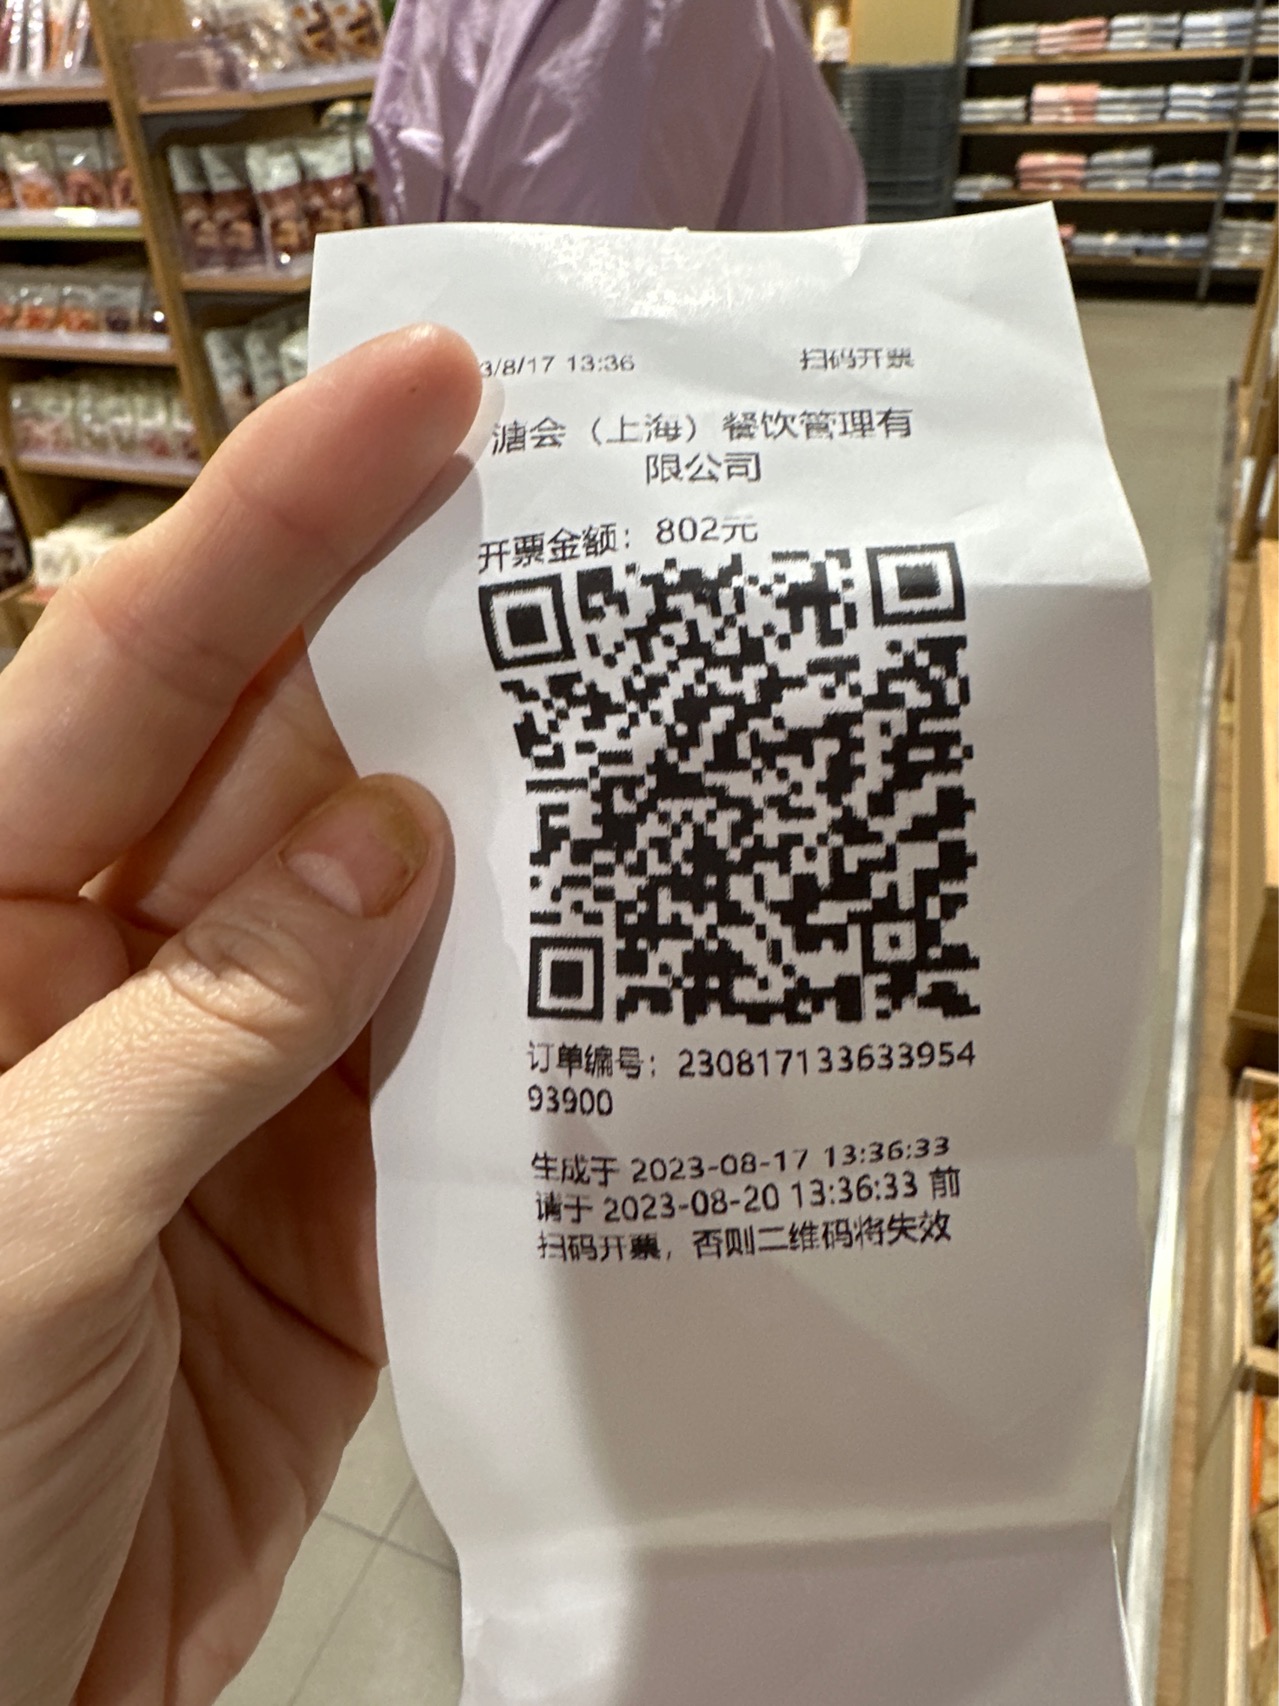 3/8/17 13:36 扫码开票
溏会（上海）餐饮管理有
限公司
开票金额：802元
订单编号：230817133633954
93900
生成于 2023-08-17 13:36:33
请于 2023-08-20 13:36:33 前
扫码开票，否则二维码将失效